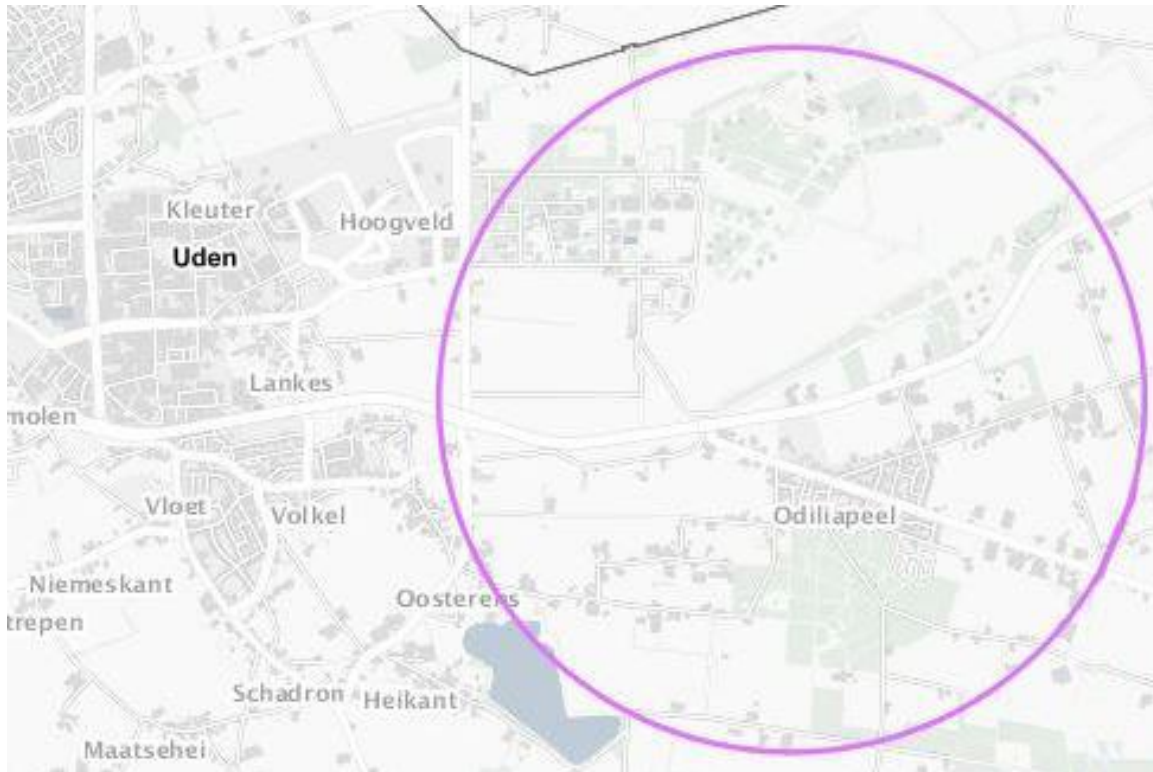 Kleuter
Hoogveld
Uden
Lankes
molen
Vloet
Volkel
Odiliapeel
Niemeskant
Oosterens
trepen
Schadron
Heikant
Maatsehei